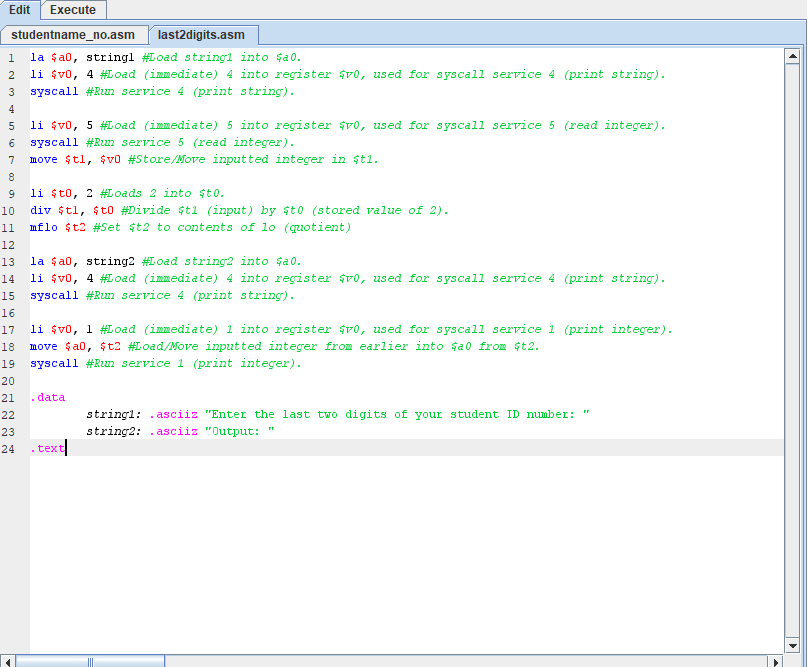 Edit Execute
studentname_no.asm last2digits.asm
1 la $a0, string1 #Load string1 into $a0.
2 li $v0, 4 #Load (immediate) 4 into register $v0, used for syscall service 4 (print string).
3 syscall #Run service 4 (print string).
4
5 li $v0, 5 #Load (immediate) 5 into register $v0, used for syscall service 5 (read integer).
6 syscall #Run service 5 (read integer).
7 move $t1, $v0 #Store/Move inputted integer in $t1.
8
9 li $t0, 2 #Loads 2 into $t0.
10 div $t1, $t0 #Divide $t1 (input) by $t0 (stored value of 2).
11 mflo $t2 #Set $t2 to contents of lo (quotient)
12
13 la $a0, string2 #Load string2 into $a0.
14 li $v0, 4 #Load (immediate) 4 into register $v0, used for syscall service 4 (print string).
15 syscall #Run service 4 (print string).
16
17 li $v0, 1 #Load (immediate) 1 into register $v0, used for syscall service 1 (print integer).
18 move $a0, $t2 #Load/Move inputted integer from earlier into $a0 from $t2.
19 syscall #Run service 1 (print integer).
20
21 .data
22 string1: .asciiz "Enter the last two digits of your student ID number: "
23 string2: .asciiz "Output: "
24 .text